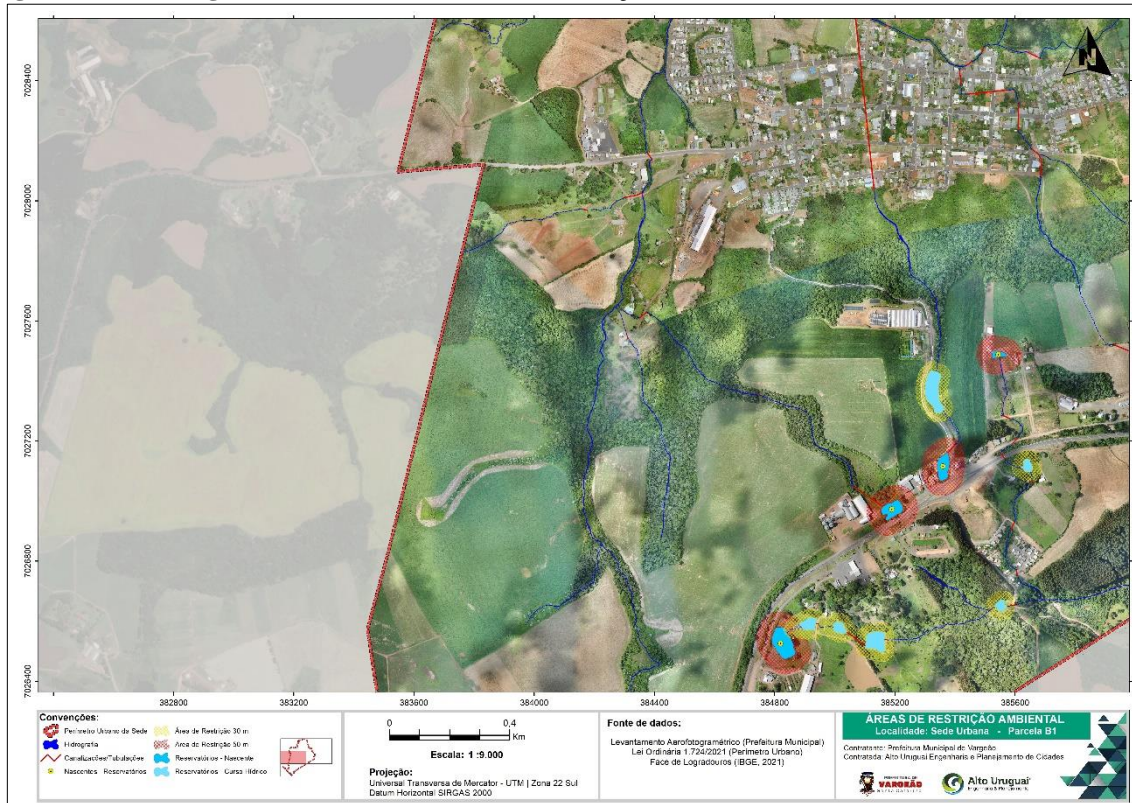 N
7028400
7028000
7027600
7027200
7026800
7026400
382800
383200
383600
384000
384400
384800
385200
385600
Convenções:
Perímetro Urbano da Sede
Hidrografia
Canalizações/Tubulações
Nascentes - Reservatórios
Área de Restrição 30 m
Área de Restrição 50 m
Reservatórios - Nascente
Reservatórios - Curso Hídrico
0 0,4
Km
Escala: 1:9.000
Projeção:
Universal Transversa de Mercator - UTM | Zona 22 Sul
Datum Horizontal SIRGAS 2000
Fonte de dados:
Levantamento Aerofotogramétrico (Prefeitura Municipal)
Lei Ordinária 1.724/2021 (Perímetro Urbano)
Face de Logradouros (IBGE, 2021)
ÁREAS DE RESTRIÇÃO AMBIENTAL
Localidade: Sede Urbana - Parcela B1
Contratante: Prefeitura Municipal de Vargeão
Contratada: Alto Uruguai Engenharia e Planejamento de Cidades
VARGEÃO
Alto Uruguai